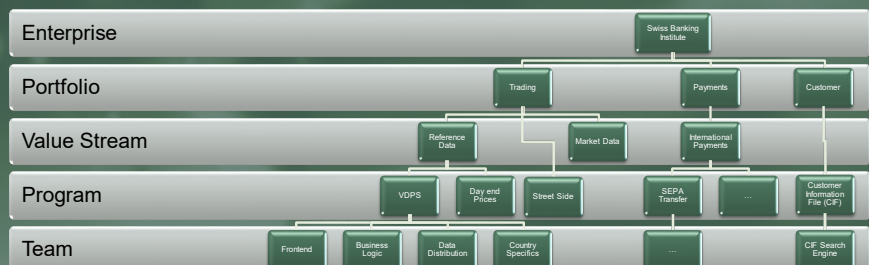 Enterprise
Swiss Banking
Institute
Portfolio
Trading
Payments
Customer
Value Stream
Reference
Data
Market Data
International
Payments
Program
VDPS
Day end
Prices
Street Side
SEPA
Transfer
...
Customer
Information
File (CIF)
Team
Frontend
Business
Logic
Data
Distribution
Country
Specifics
...
CIF Search
Engine